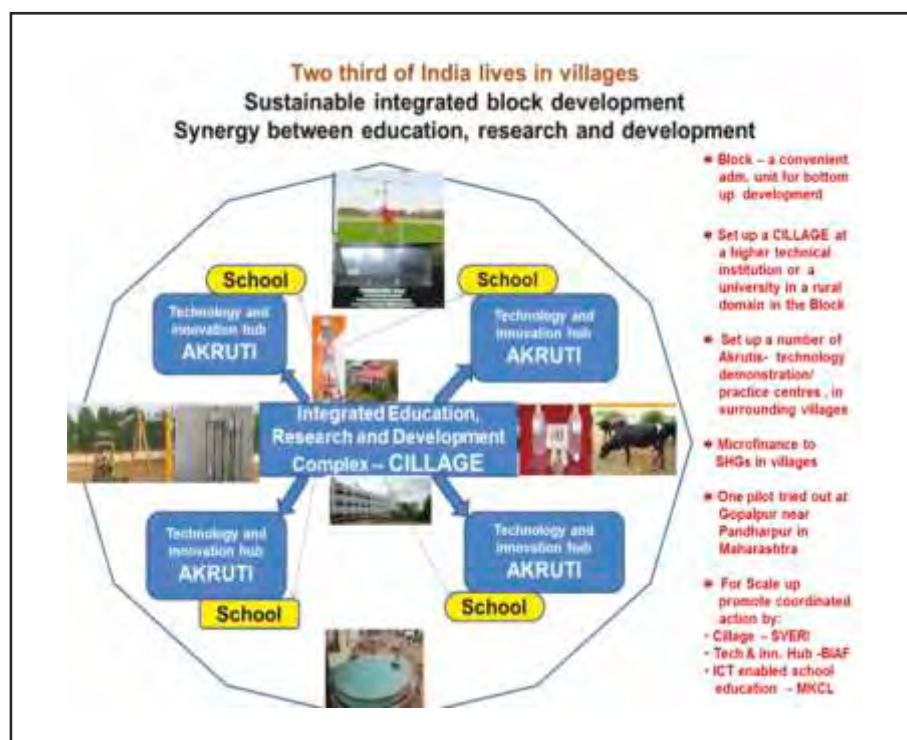 Two third of India lives in villages
Sustainable integrated block development
Synergy between education, research and development
School
Technology and
innovation hub
AKRUTI
School
Technology and
innovation hub
AKRUTI
Integrated Education,
Research and Development
Complex – CILLAGE
Technology and
innovation hub
AKRUTI
School
Technology and
innovation hub
AKRUTI
School
Block – a convenient
adm. unit for bottom
up development
Set up a CILLAGE at
a higher technical
institution or a
university in a rural
domain in the Block
Set up a number of
Akrutis- technology
demonstration/
practice centres , in
surrounding villages
Microfinance to
SHGs in villages
One pilot tried out at
Gopalpur near
Pandharpur in
Maharashtra
For Scale up
promote coordinated
action by:
• Cillage – SVERI
• Tech & Inn. Hub -BIAF
• ICT enabled school
education – MKCL